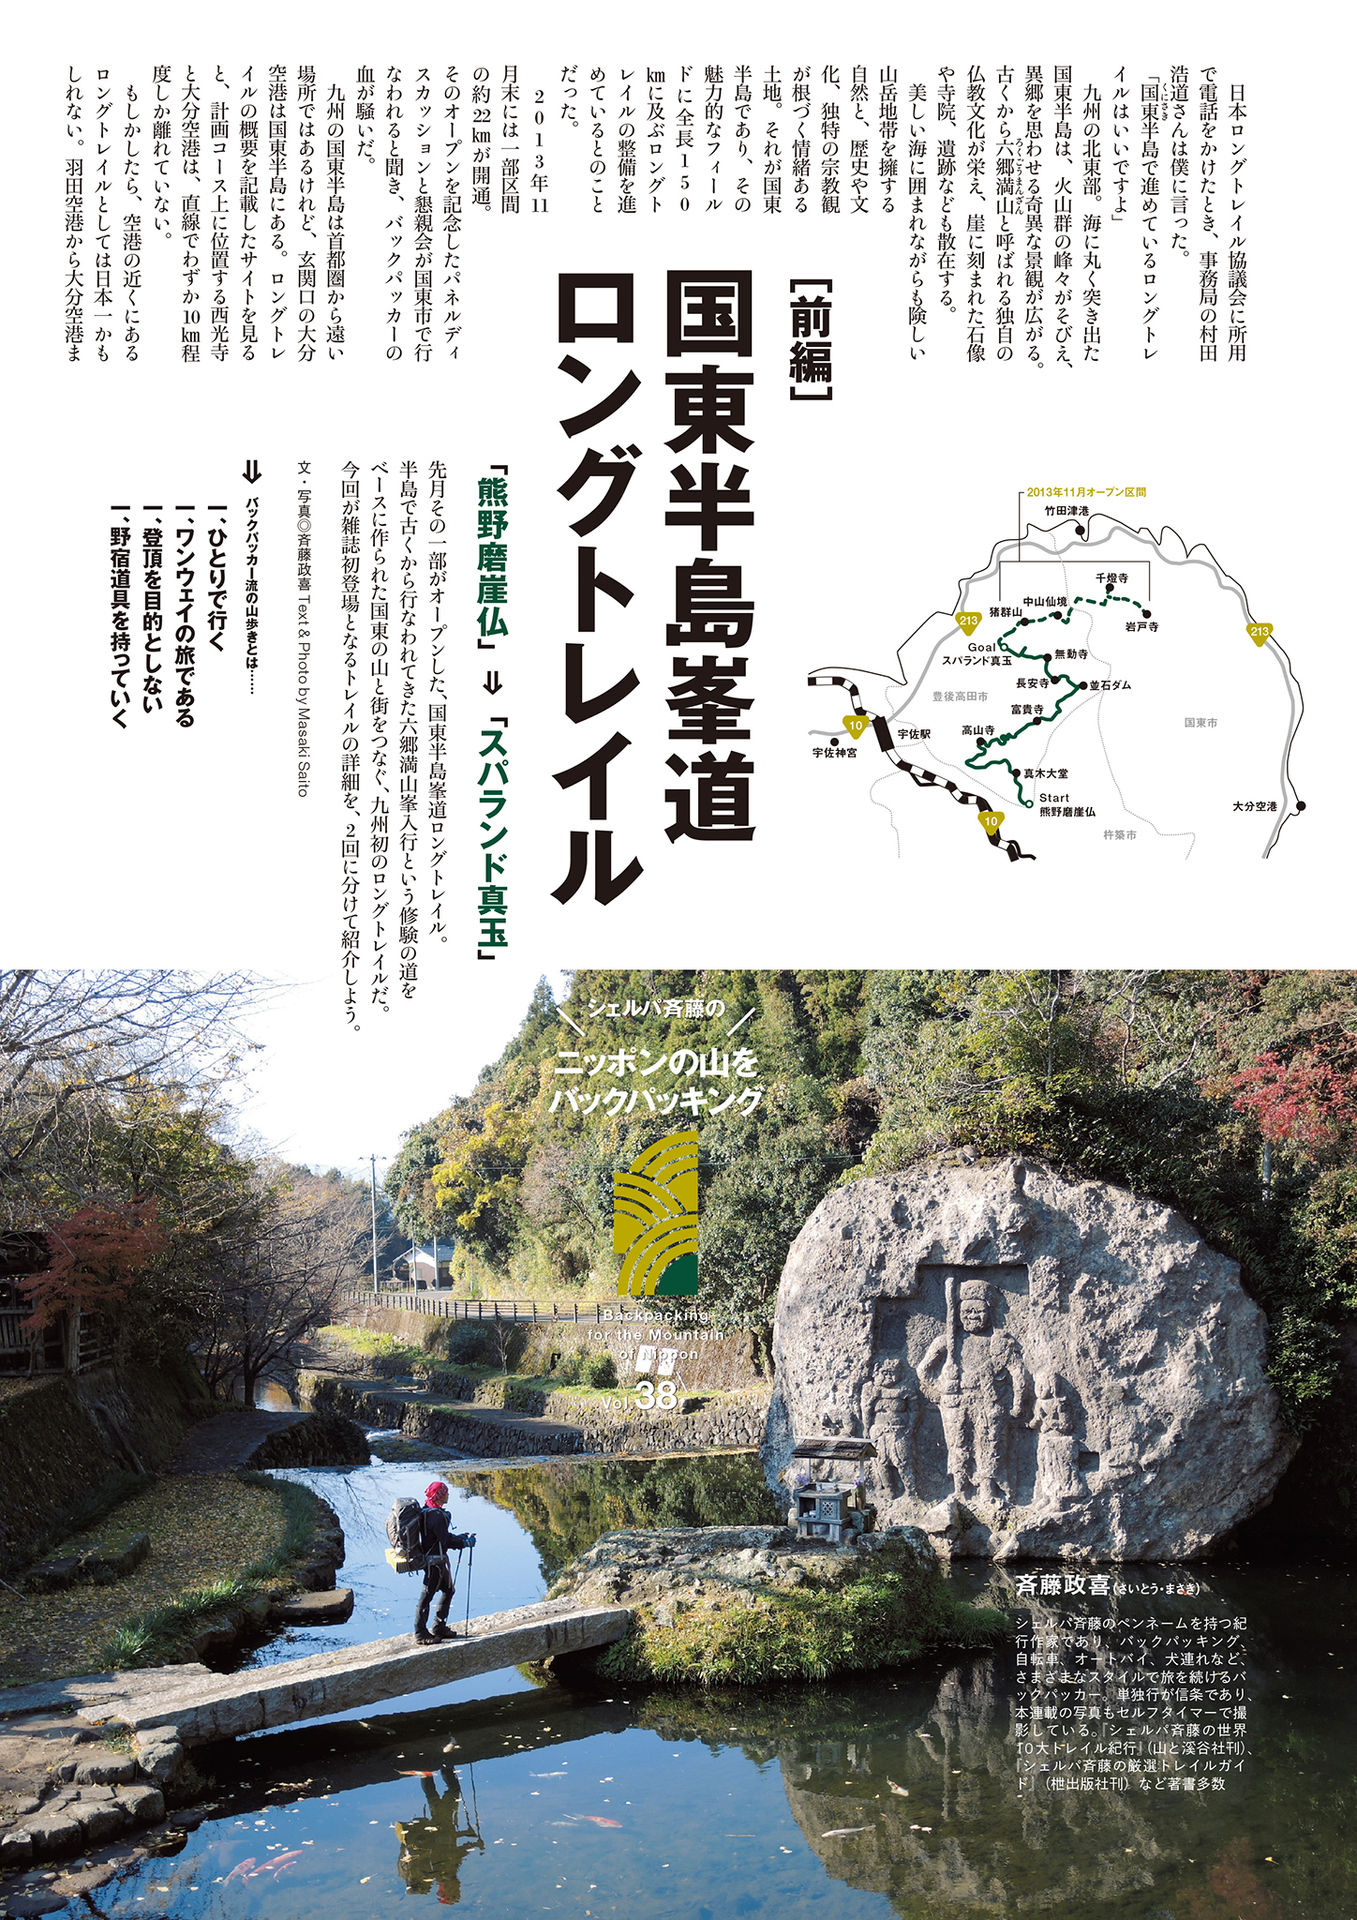 日本ロングトレイル協議会に所用
で電話をかけたとき、事務局の村田
浩道さんは僕に言った。
「国東半島で進めているロングトレ
くにさき
イルはいいですよ」
九州の北東部。海に丸く突き出た
国東半島は、火山群の峰々がそびえ、
異郷を思わせる奇異な景観が広がる。
古くから六郷満山と呼ばれる独自の
ろくごうまんざん
仏教文化が栄え、崖に刻まれた石像
や寺院、遺跡なども散在する。
美しい海に囲まれながらも険しい
山岳地帯を擁する
自然と、歴史や文
化、独特の宗教観
が根づく情緒ある
土地。それが国東
半島であり、その
魅力的なフィール
ドに全長150
㎞に及ぶロングト
レイルの整備を進
めているとのこと
だった。
2013年11
月末には一部区間
の約22㎞が開通。
そのオープンを記念したパネルディ
スカッションと懇親会が国東市で行
なわれると聞き、バックパッカーの
血が騒いだ。
九州の国東半島は首都圏から遠い
場所ではあるけれど、玄関口の大分
空港は国東半島にある。ロングトレ
イルの概要を記載したサイトを見る
と、計画コース上に位置する西光寺
と大分空港は、直線でわずか10㎞程
度しか離れていない。
もしかしたら、空港の近くにある
ロングトレイルとしては日本一かも
しれない。羽田空港から大分空港ま
[前編]
国東半島峯道
ロングトレイル
「熊野磨崖仏」⇒「スパランド真玉」
先月その一部がオープンした、国東半島峯道ロングトレイル。
半島で古くから行なわれてきた六郷満山峯入行という修験の道を
ベースに作られた国東の山と街をつなぐ、九州初のロングトレイルだ。
今回が雑誌初登場となるトレイルの詳細を、2回に分けて紹介しよう。
文・写真◎斉藤政喜 Text & Photo by Masaki Saito
⇒ バックパッカー流の山歩きとは……
一、ひとりで行く
一、ワンウェイの旅である
一、登頂を目的としない
一、野宿道具を持っていく
2013年11月オープン区間
竹田津港
千燈寺
中山仙境
猪群山
岩戸寺
213
213
Goal
スパランド真玉
無動寺
長安寺
並石ダム
豊後高田市
富貴寺
国東市
10
宇佐駅
高山寺
宇佐神宮
真木大堂
Start
熊野磨崖仏
大分空港
10
杵築市
シェルパ斉藤の
ニッポンの山を
バックパッキング
Backpacking
for the Mountain
of Nippon
Vol.38
斉藤政喜(さいとう・まさき)
シェルパ斉藤のペンネームを持つ紀
行作家であり、バックパッキング、
自転車、オートバイ、犬連れなど、
さまざまなスタイルで旅を続けるバ
ックパッカー。単独行が信条であり、
本連載の写真もセルフタイマーで撮
影している。『シェルパ斉藤の世界
10大トレイル紀行』(山と溪谷社刊)、
『シェルパ斉藤の厳選トレイルガイ
ド』(枻出版社刊)など著書多数